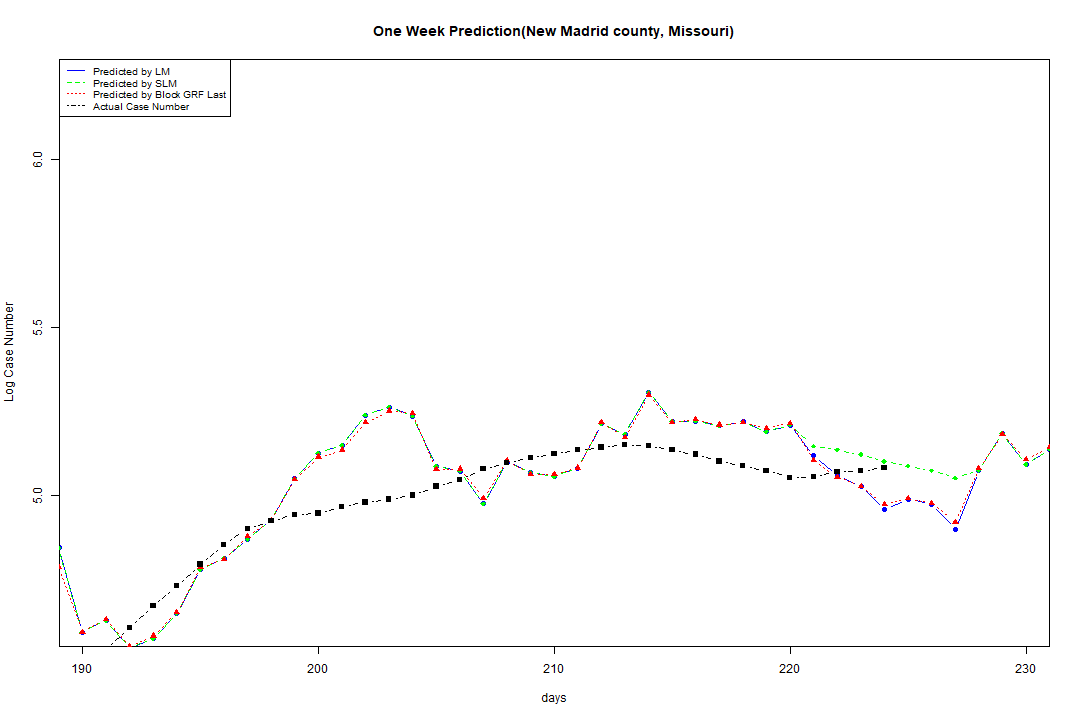 One Week Prediction(New Madrid county, Missouri)
Predicted by LM
Predicted by SLM
Predicted by Block GRF Last
Actual Case Number
6.0
5.5
5.0
Log Case Number
190
200
210
220
230
days